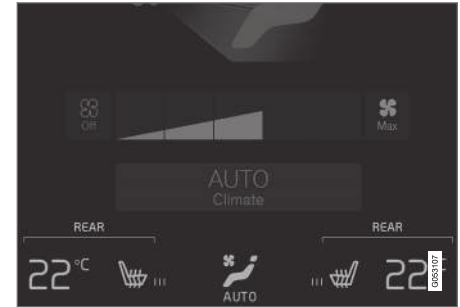 Off
Max
AUTO
Climate
REAR
REAR
22°C
22°
AUTO
G053107